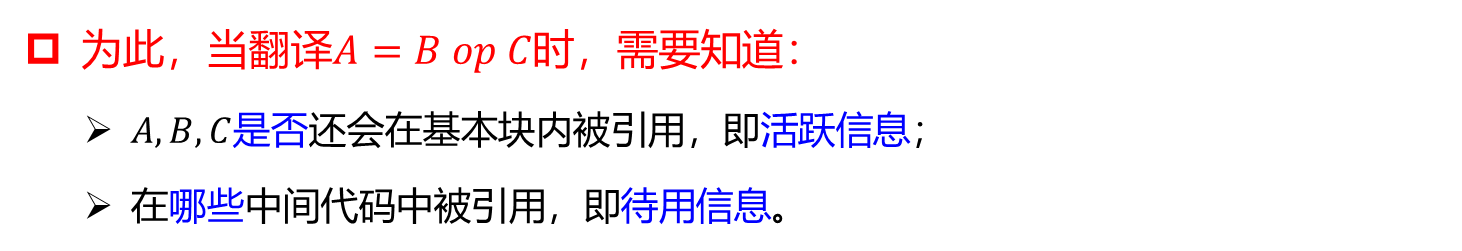 为此，当翻译A = B op C时，需要知道：
A, B, C是否还会在基本块内被引用，即活跃信息；
在哪些中间代码中被引用，即待用信息。